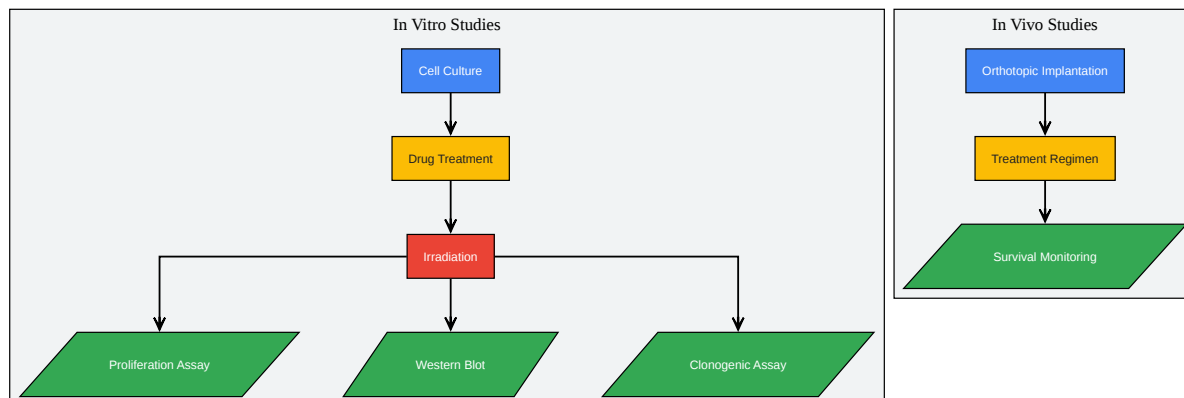 In Vitro Studies
Cell Culture
Drug Treatment
Irradiation
Proliferation Assay
Western Blot
Clonogenic Assay
In Vivo Studies
Orthotopic Implantation
Treatment Regimen
Survival Monitoring